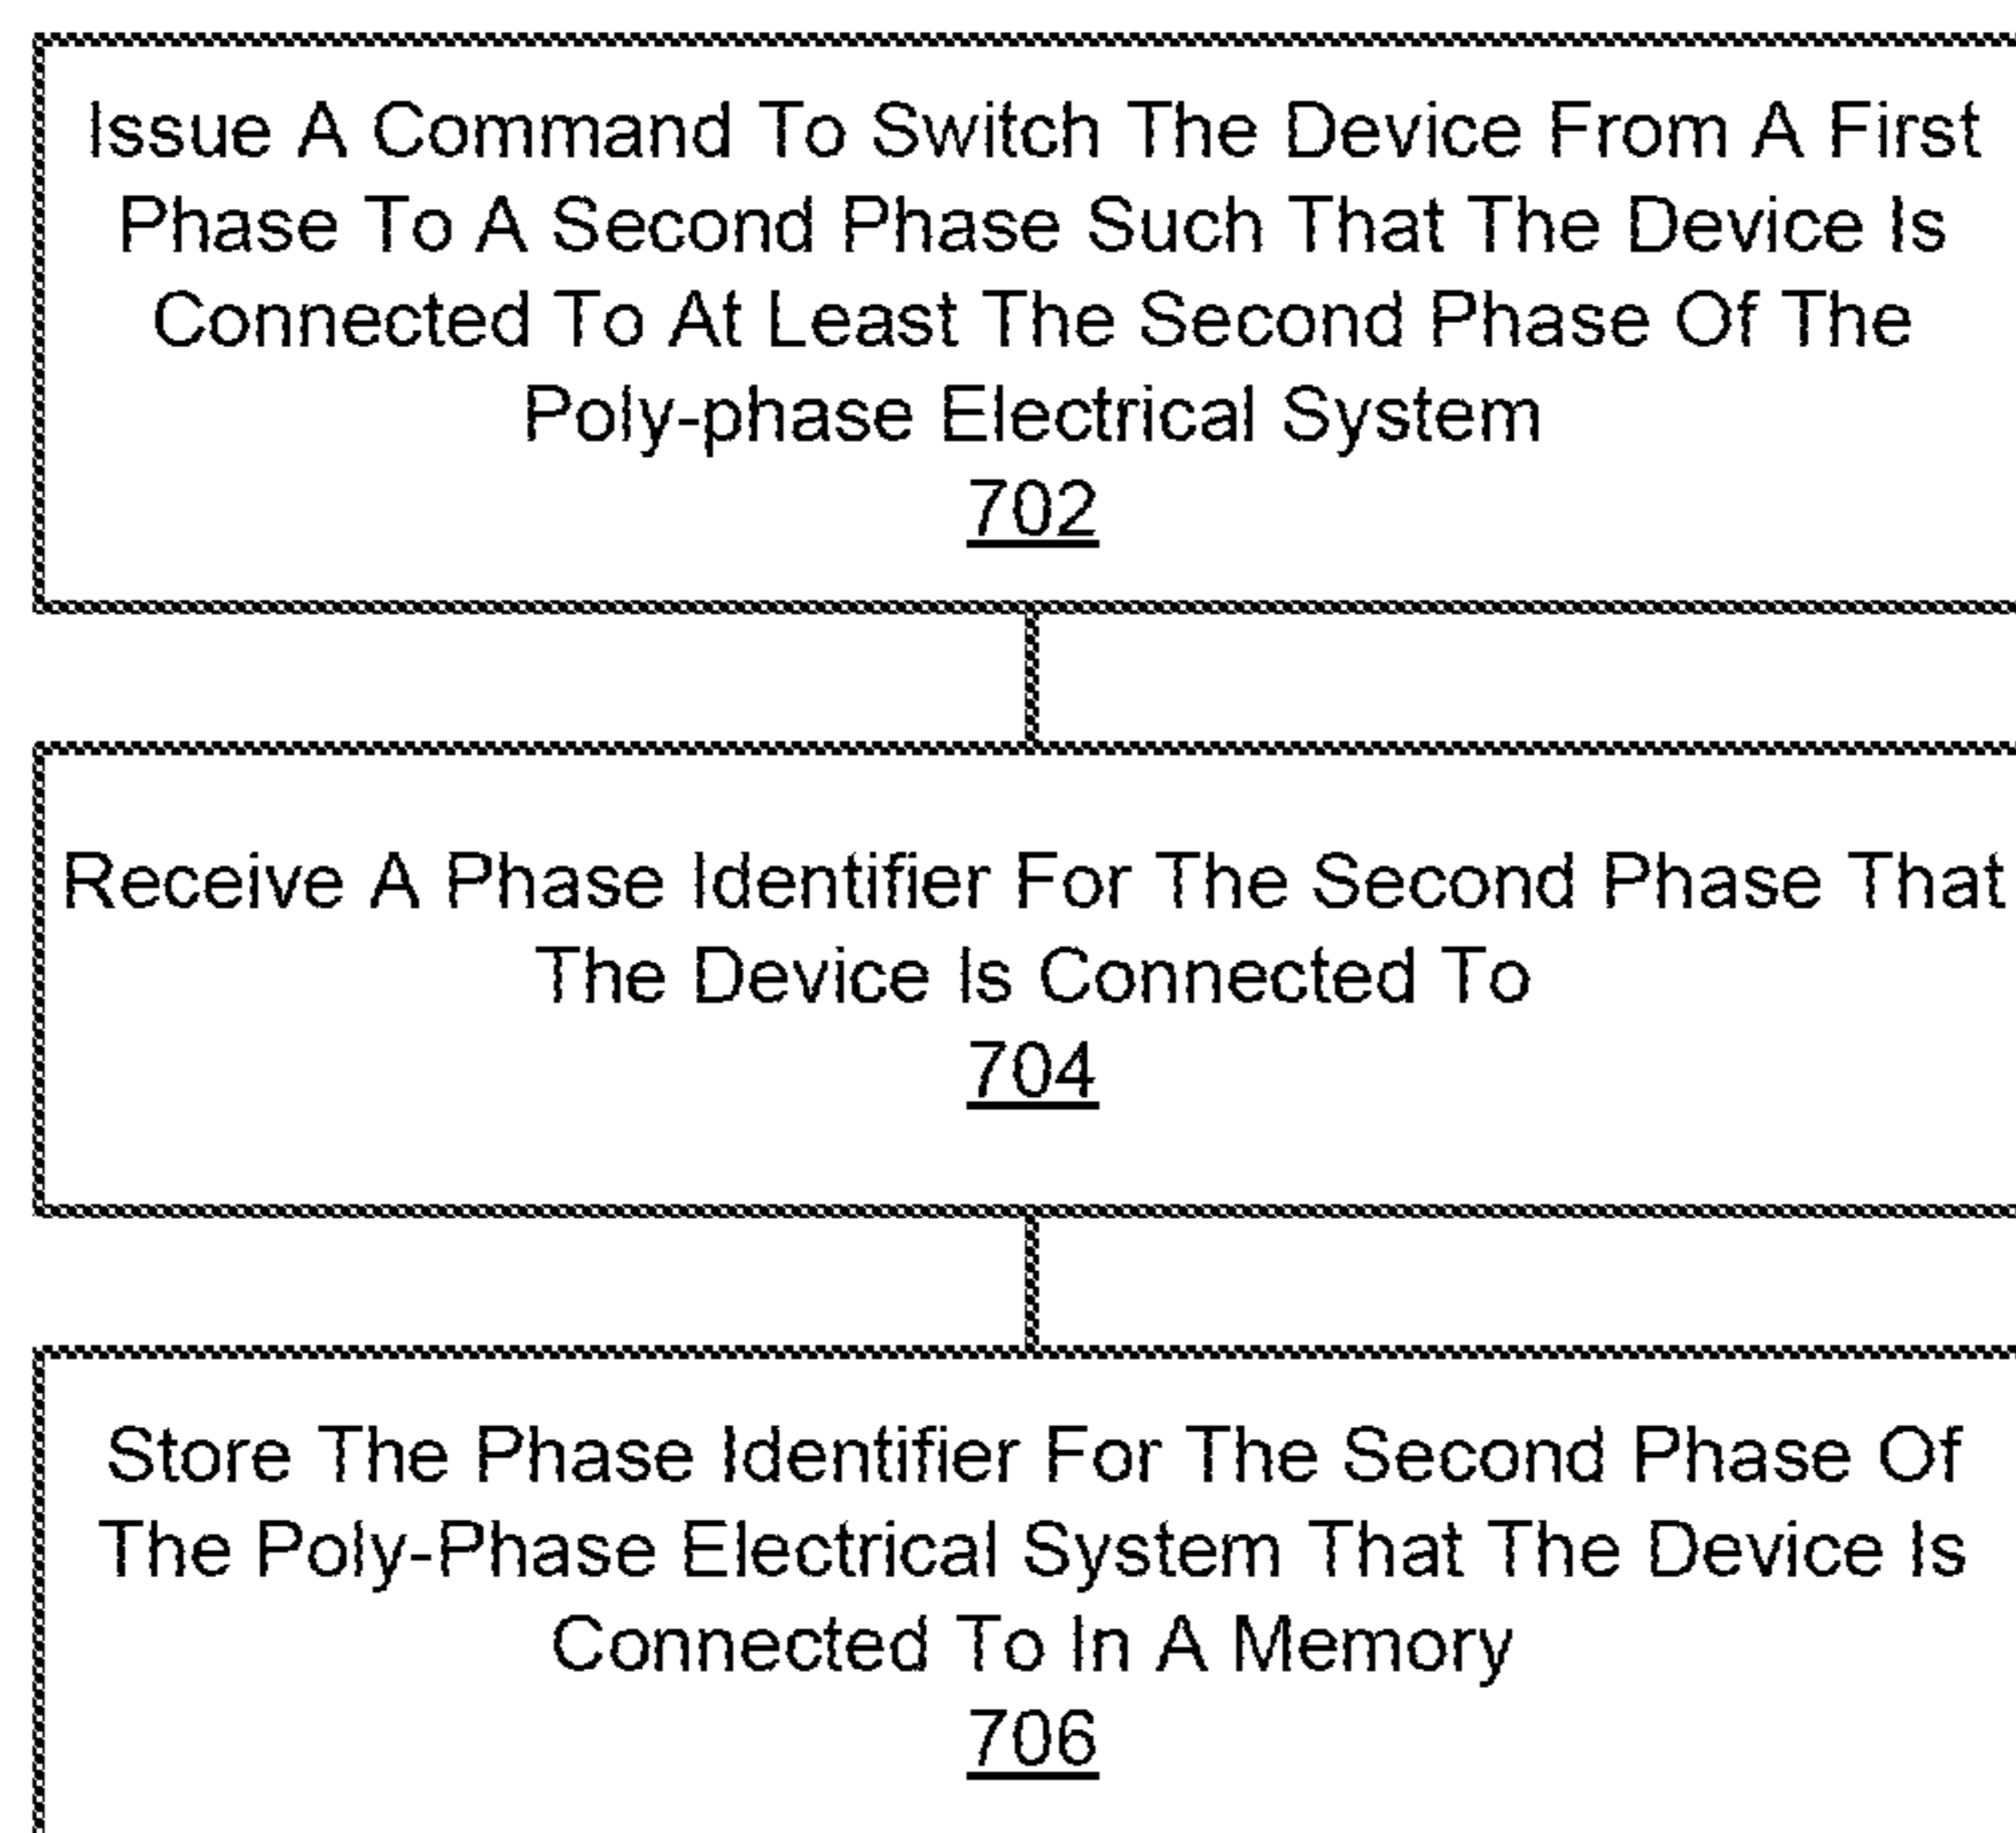 Issue A Command To Switch The Device From A First
Phase To A Second Phase Such That The Device Is
Connected To At Least The Second Phase Of The
Poly-phase Electrical System
702
Receive A Phase Identifier For The Second Phase That
The Device Is Connected To
704
Store The Phase Identifier For The Second Phase Of
The Poly-Phase Electrical System That The Device Is
Connected To In A Memory
706